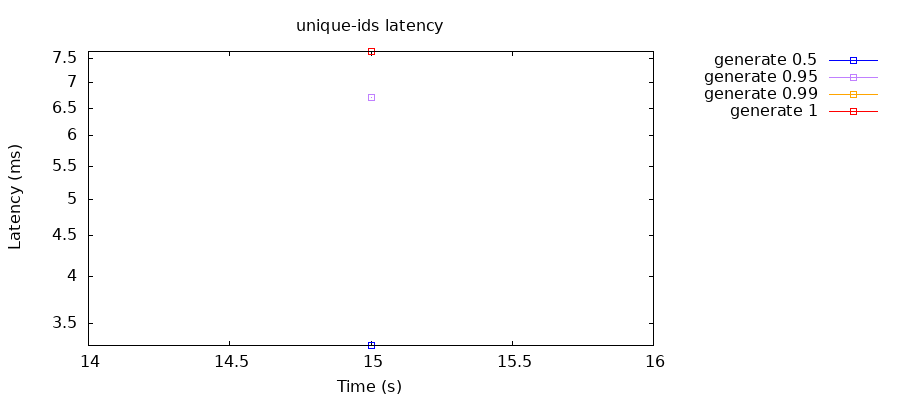 unique-ids latency
generate 0.5
generate 0.95
generate 0.99
generate 1
7.5
7
6.5
6
5.5
5
4.5
4
3.5
Latency (ms)
14 14.5 15 15.5 16
Time (s)